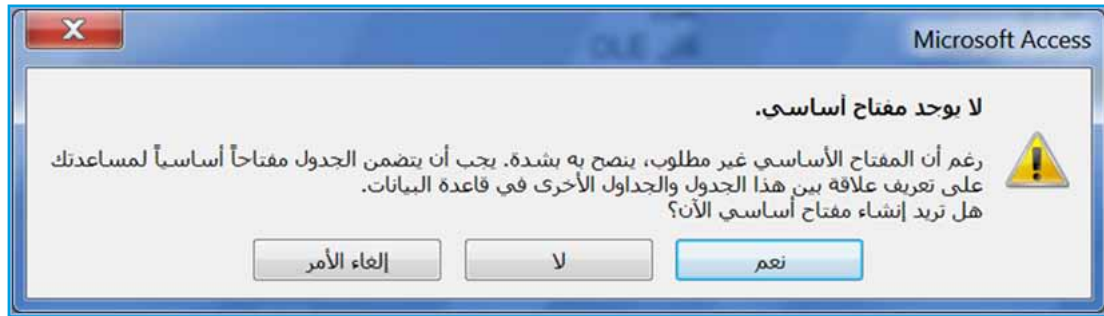 Microsoft Access
لا يوجد مفتاح أساسي.
رغم أن المفتاح الأساسي غير مطلوب، ينصح به بشدة. يجب أن يتضمن الجدول مفتاحاً أساسياً لمساعدتك
على تعريف علاقة بين هذا الجدول والجداول الأخرى في قاعدة البيانات.
هل تريد إنشاء مفتاح أساسي الآن؟
نعم لا إلغاء الأمر